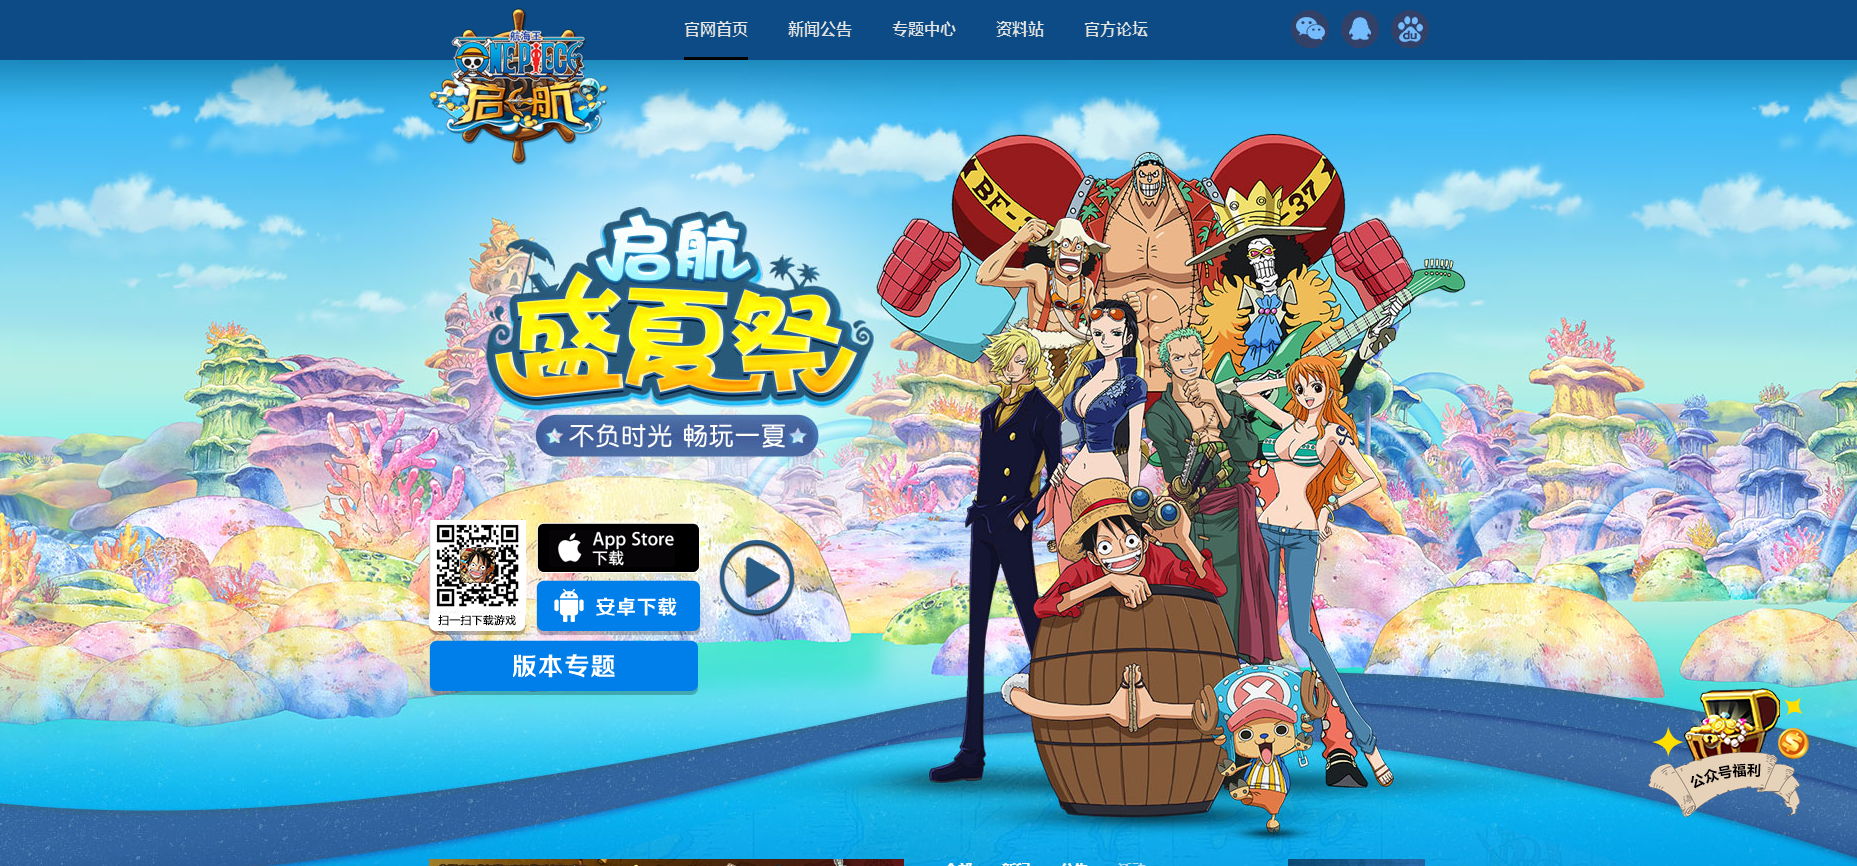 官网首页 新闻公告 专题中心 资料站 官方论坛
航海王
ONE PIECE
启航
du
BF-
-37
启航
盛夏祭
不负时光 畅玩一夏
App Store
下载
安卓下载
扫一扫下载游戏
版本专题
公众号福利